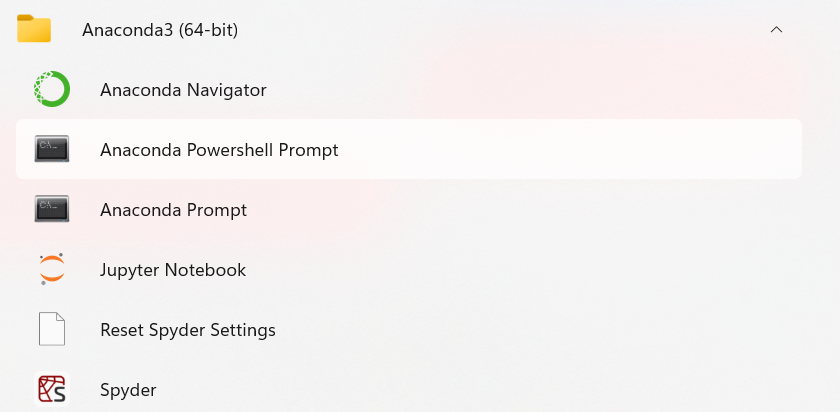 Anaconda3 (64-bit)
Anaconda Navigator
Anaconda Powershell Prompt
Anaconda Prompt
Jupyter Notebook
Reset Spyder Settings
Spyder